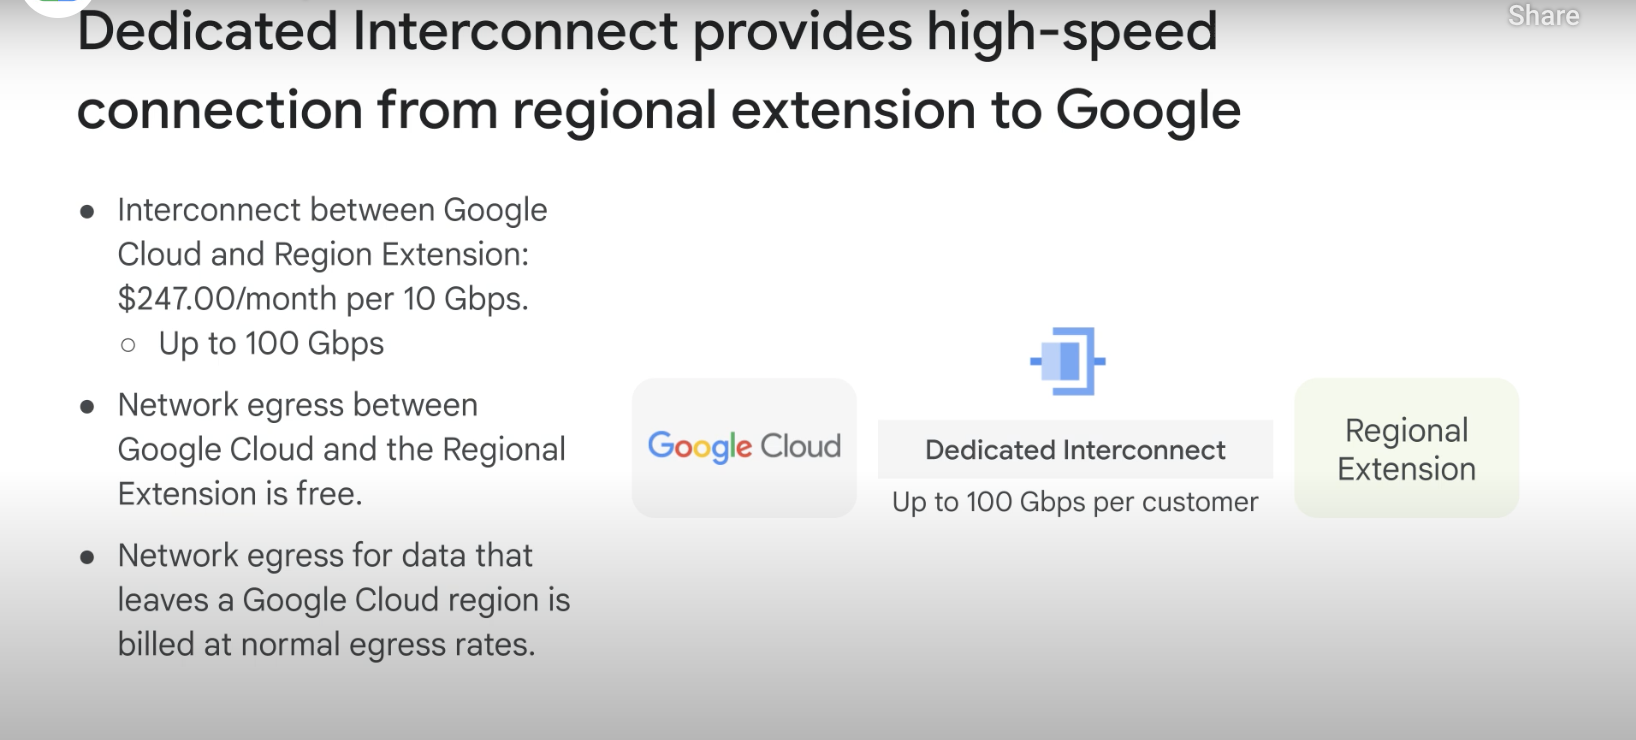 Dedicated Interconnect provides high-speed
Share
connection from regional extension to Google
● Interconnect between Google
Cloud and Region Extension:
$247.00/month per 10 Gbps.
○ Up to 100 Gbps
● Network egress between
Google Cloud and the Regional
Extension is free.
● Network egress for data that
leaves a Google Cloud region is
billed at normal egress rates.
Google Cloud
Dedicated Interconnect
Up to 100 Gbps per customer
Regional
Extension